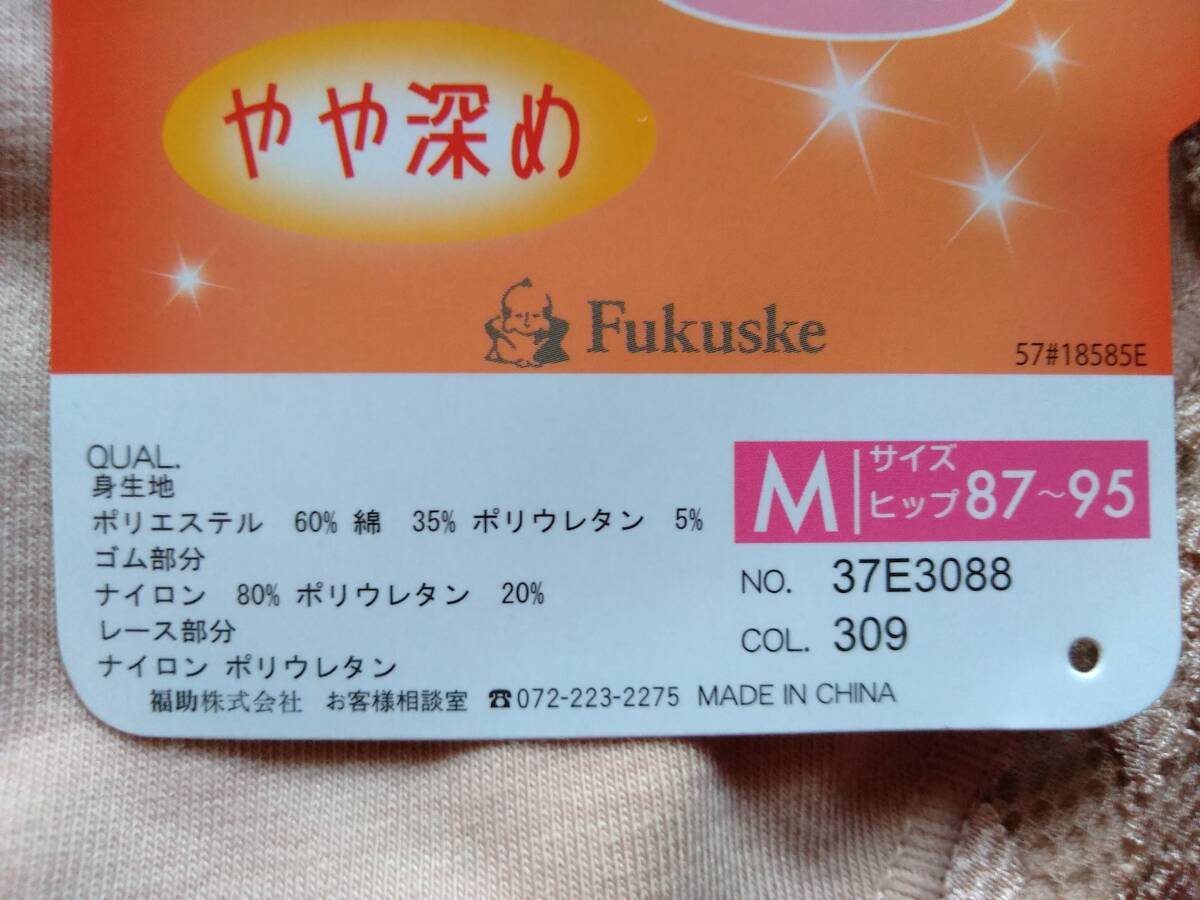 やや深め
Fukuske
57#18585E
QUAL.
身生地
ポリエステル 60% 綿 35% ポリウレタン 5%
ゴム部分
ナイロン 80% ポリウレタン 20%
レース部分
ナイロン ポリウレタン
M サイズ
ヒップ 87~95
NO. 37E3088
COL. 309
福助株式会社 お客様相談室 ☎072-223-2275 MADE IN CHINA